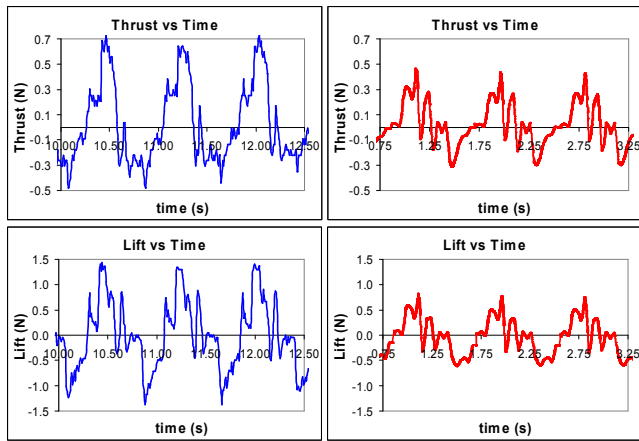 Thrust vs Time
0.7
0.5
0.3
0.1
-0.1
-0.3
-0.5
Thrust (N)
10.00 10.50 11.00 11.50 12.00 12.50
time (s)
Thrust vs Time
0.7
0.5
0.3
0.1
-0.1
-0.3
-0.5
Thrust (N)
0.75 1.25 1.75 2.25 2.75 3.25
time (s)
Lift vs Time
1.5
1.0
0.5
0.0
-0.5
-1.0
-1.5
Lift (N)
10.00 10.50 11.00 11.50 12.00 12.50
time (s)
Lift vs Time
1.5
1.0
0.5
0.0
-0.5
-1.0
-1.5
Lift (N)
0.75 1.25 1.75 2.25 2.75 3.25
time (s)